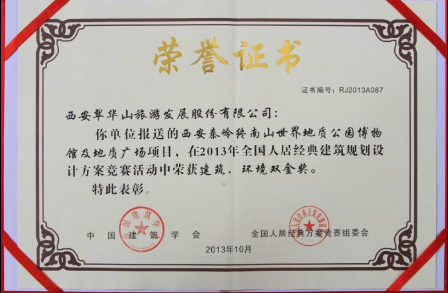 荣誉证书
证书编号：RJ2013A087
西安翠华山旅游发展股份有限公司：
你单位报送的西安秦岭终南山世界地质公园博物
馆及地质广场项目，在2013年全国人居经典建筑规划设
计方案竞赛活动中荣获建筑、环境双金奖。
特此表彰。
中国建筑学会
全国人居经典方案竞赛组委会
2013年10月